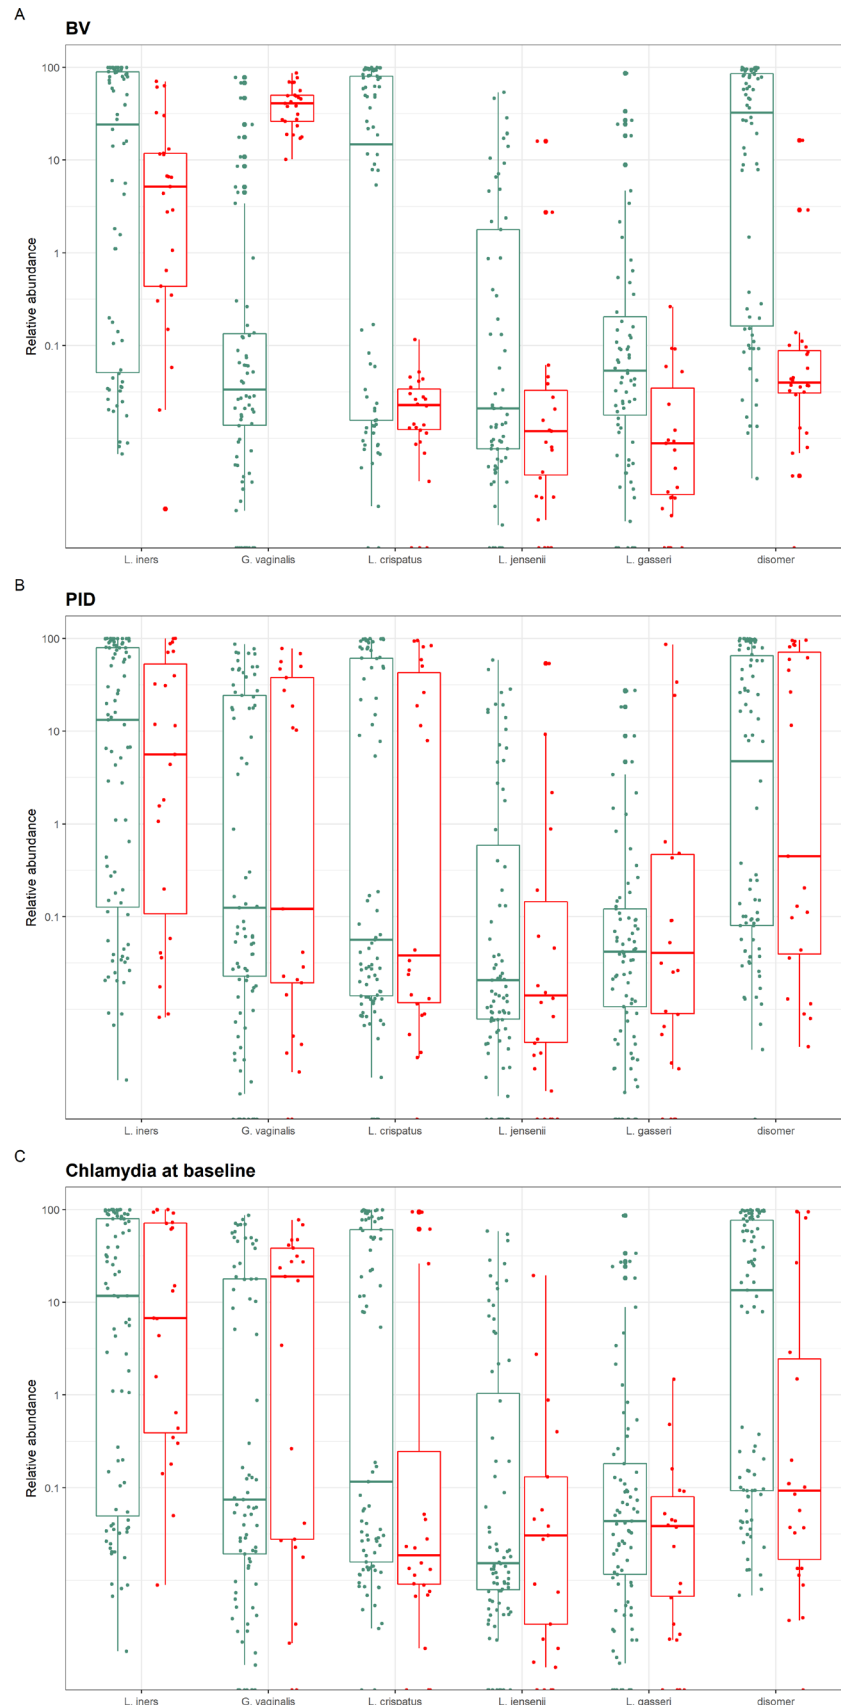 A
BV
100
10
1
0.1
Relative abundance
L. iners G. vaginalis L. crispatus L. jensenii L. gasseri disomer
B
PID
100
10
1
0.1
Relative abundance
L. iners G. vaginalis L. crispatus L. jensenii L. gasseri disomer
C
Chlamydia at baseline
100
10
1
0.1
Relative abundance
L. iners G. vaginalis L. crispatus L. jensenii L. gasseri disomer